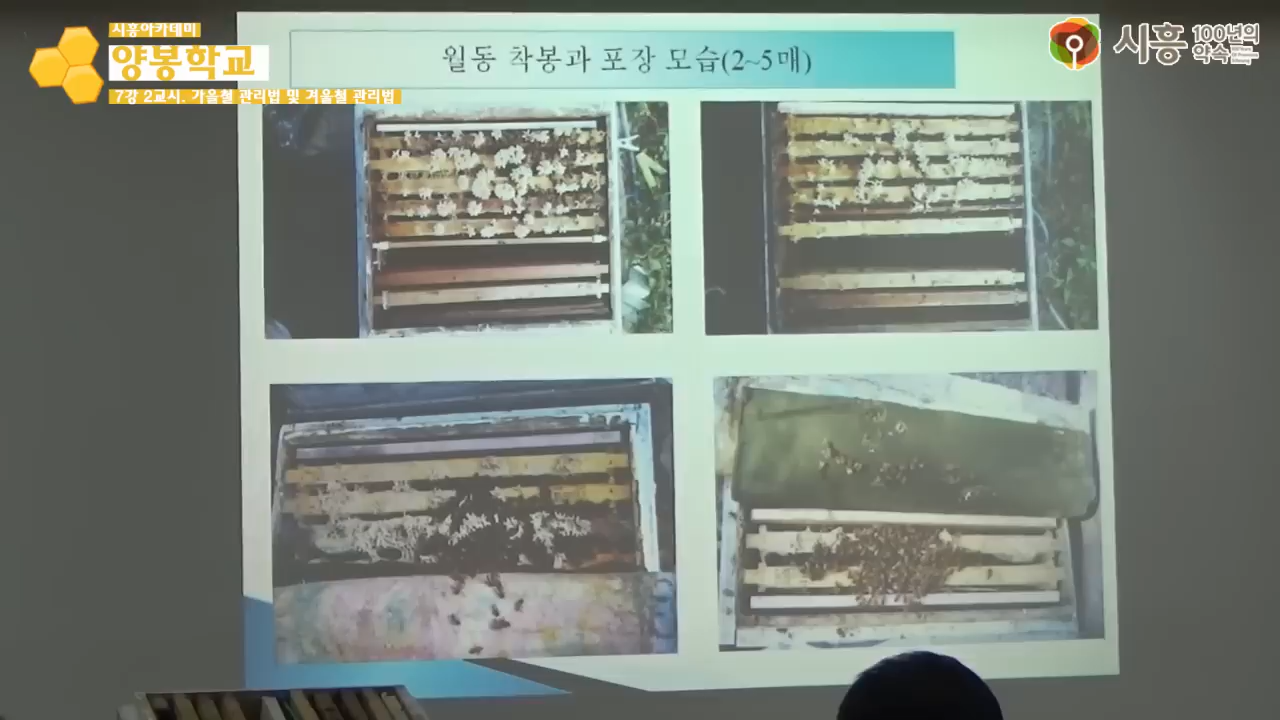 시흥아카데미
양봉학교
7강 2교시. 가을철 관리법 및 겨울철 관리법
월동 착봉과 포장 모습(2~5매)
시흥
100년의
약속